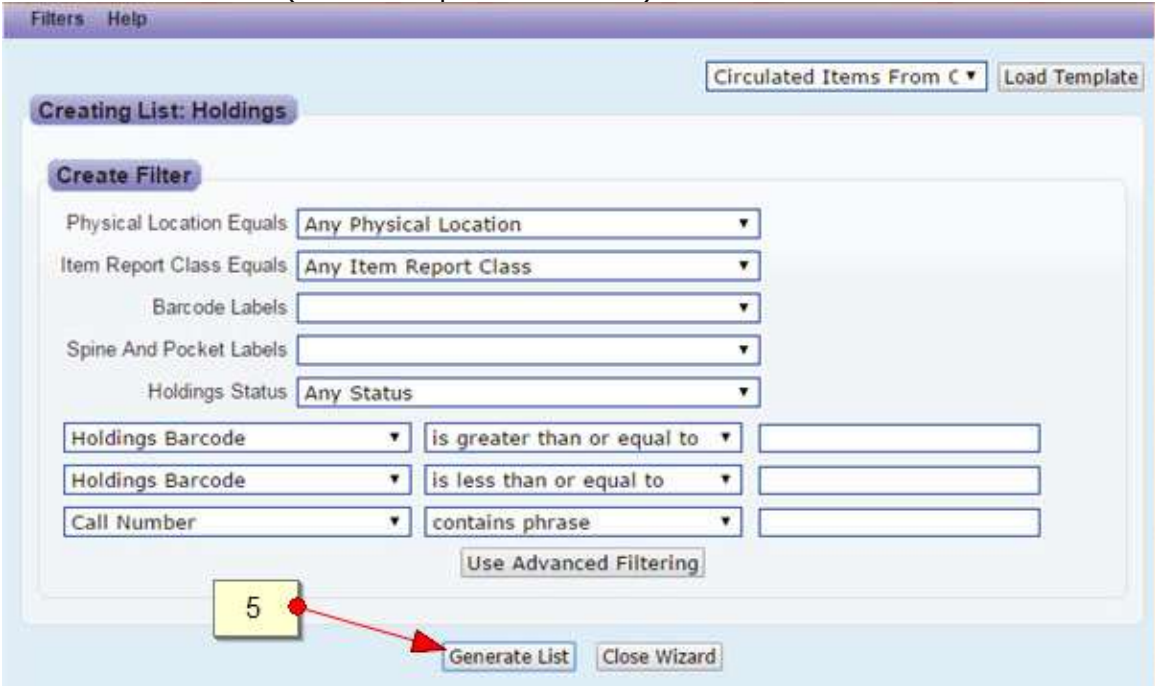 Filters Help
Circulated Items From C Load Template
Creating List: Holdings
Create Filter
Physical Location Equals Any Physical Location
Item Report Class Equals Any Item Report Class
Barcode Labels
Spine And Pocket Labels
Holdings Status Any Status
Holdings Barcode is greater than or equal to
Holdings Barcode is less than or equal to
Call Number contains phrase
Use Advanced Filtering
5
Generate List Close Wizard